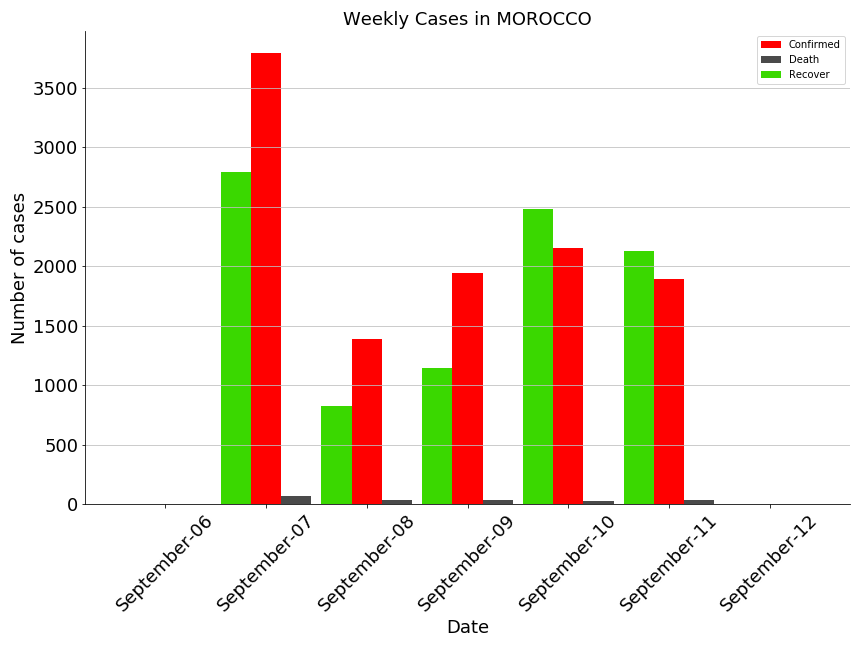 Weekly Cases in MOROCCO
Confirmed
Death
Recover
Number of cases
3500
3000
2500
2000
1500
1000
500
0
September-06
September-07
September-08
September-09
September-10
September-11
September-12
Date